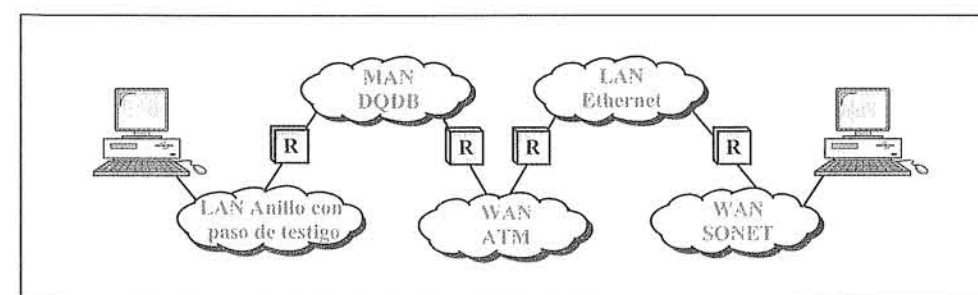 MAN
DQDB
LAN
Ethernet
R
R
R
R
LAN Anillo con
paso de testigo
WAN
ATM
WAN
SONET